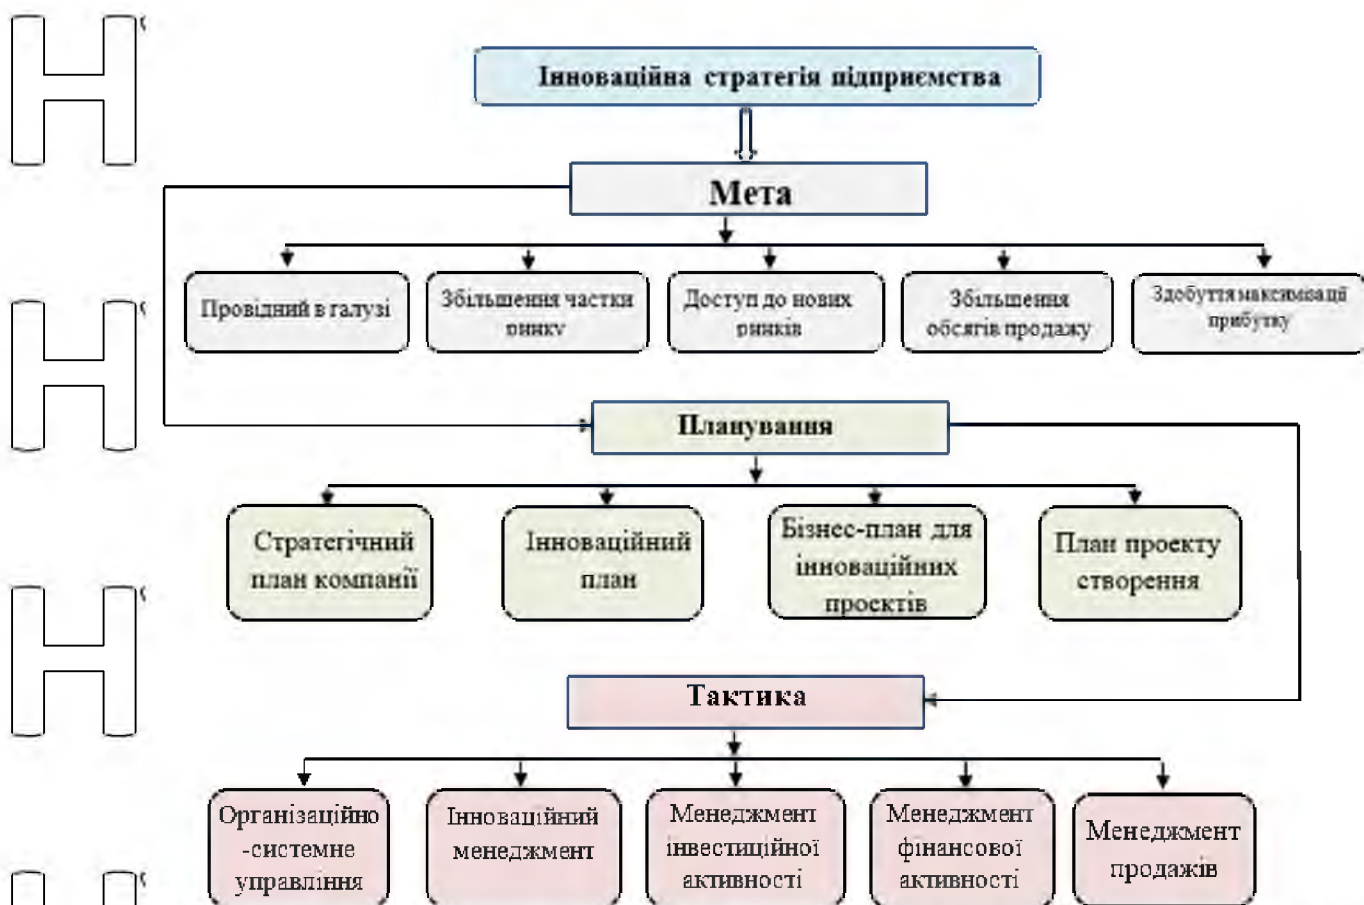 Інноваційна стратегія підприємства
Мета
Провідний в галузі
Збільшення частки
ринку
Доступ до нових
ринків
Збільшення
обсягів продажу
Здобуття максимізації
прибутку
Планування
Стратегічний
план компанії
Інноваційний
план
Бізнес-план для
інноваційних
проектів
План проекту
створення
Тактика
Організаційно
-системне
управління
Інноваційний
менеджмент
Менеджмент
інвестиційної
активності
Менеджмент
фінансової
активності
Менеджмент
продажів
Н
Н
Н